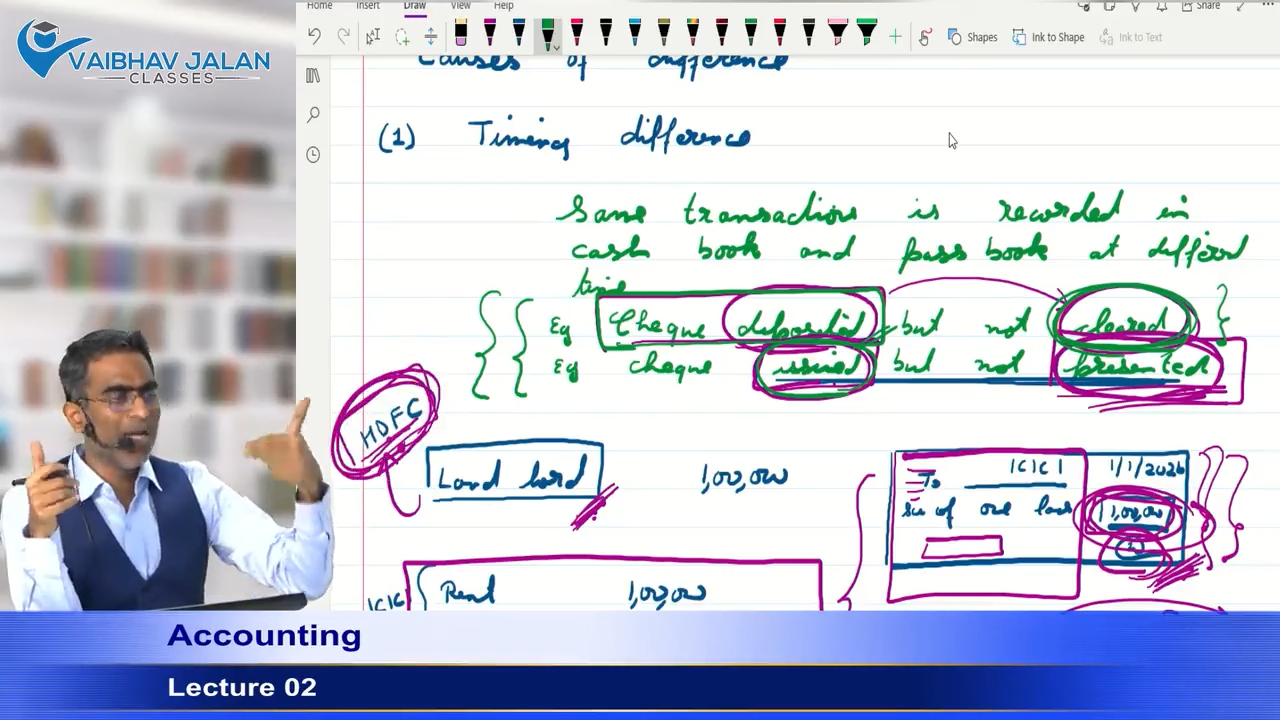 Home Insert Draw View Help Share
VAIBHAV JALAN
CLASSES
Shapes Ink to Shape Ink to Text
Causes of difference
(1) Timing difference
Same transactions is recorded in
cash book and pass book at different
time
Eg Cheque deposited but not cleared
Eg cheque issued but not presented
HDFC
Land lord 1,00,000
To ICICI 1/1/2026
of one 1,00,000
ICICI Rent 1,00,000
Accounting
Lecture 02